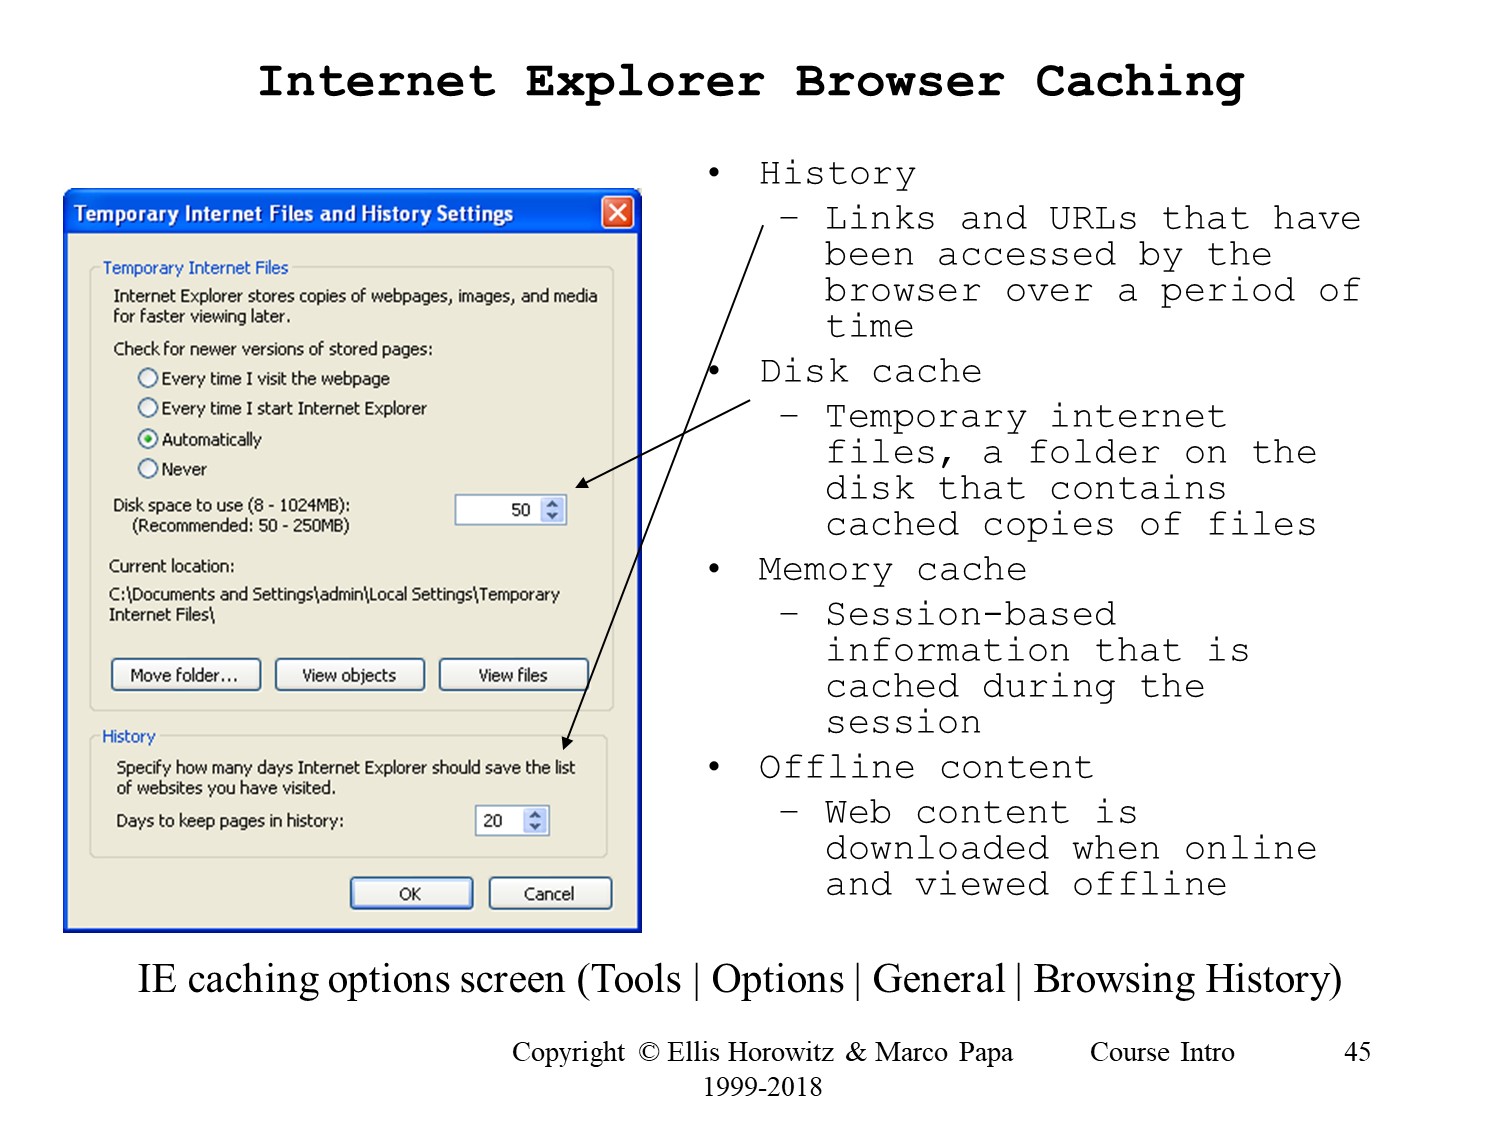 Internet Explorer Browser Caching
Temporary Internet Files and History Settings
Temporary Internet Files
Internet Explorer stores copies of webpages, images, and media
for faster viewing later.
Check for newer versions of stored pages:
Every time I visit the webpage
Every time I start Internet Explorer
Automatically
Never
Disk space to use (8 - 1024MB):
(Recommended: 50 - 250MB)
50
Current location:
C:\Documents and Settings\admin\Local Settings\Temporary
Internet Files\
Move folder... View objects View files
History
Specify how many days Internet Explorer should save the list
of websites you have visited.
Days to keep pages in history: 20
OK Cancel
• History
– Links and URLs that have
been accessed by the
browser over a period of
time
• Disk cache
– Temporary internet
files, a folder on the
disk that contains
cached copies of files
• Memory cache
– Session-based
information that is
cached during the
session
• Offline content
– Web content is
downloaded when online
and viewed offline
IE caching options screen (Tools | Options | General | Browsing History)
Copyright © Ellis Horowitz & Marco Papa
1999-2018
Course Intro
45